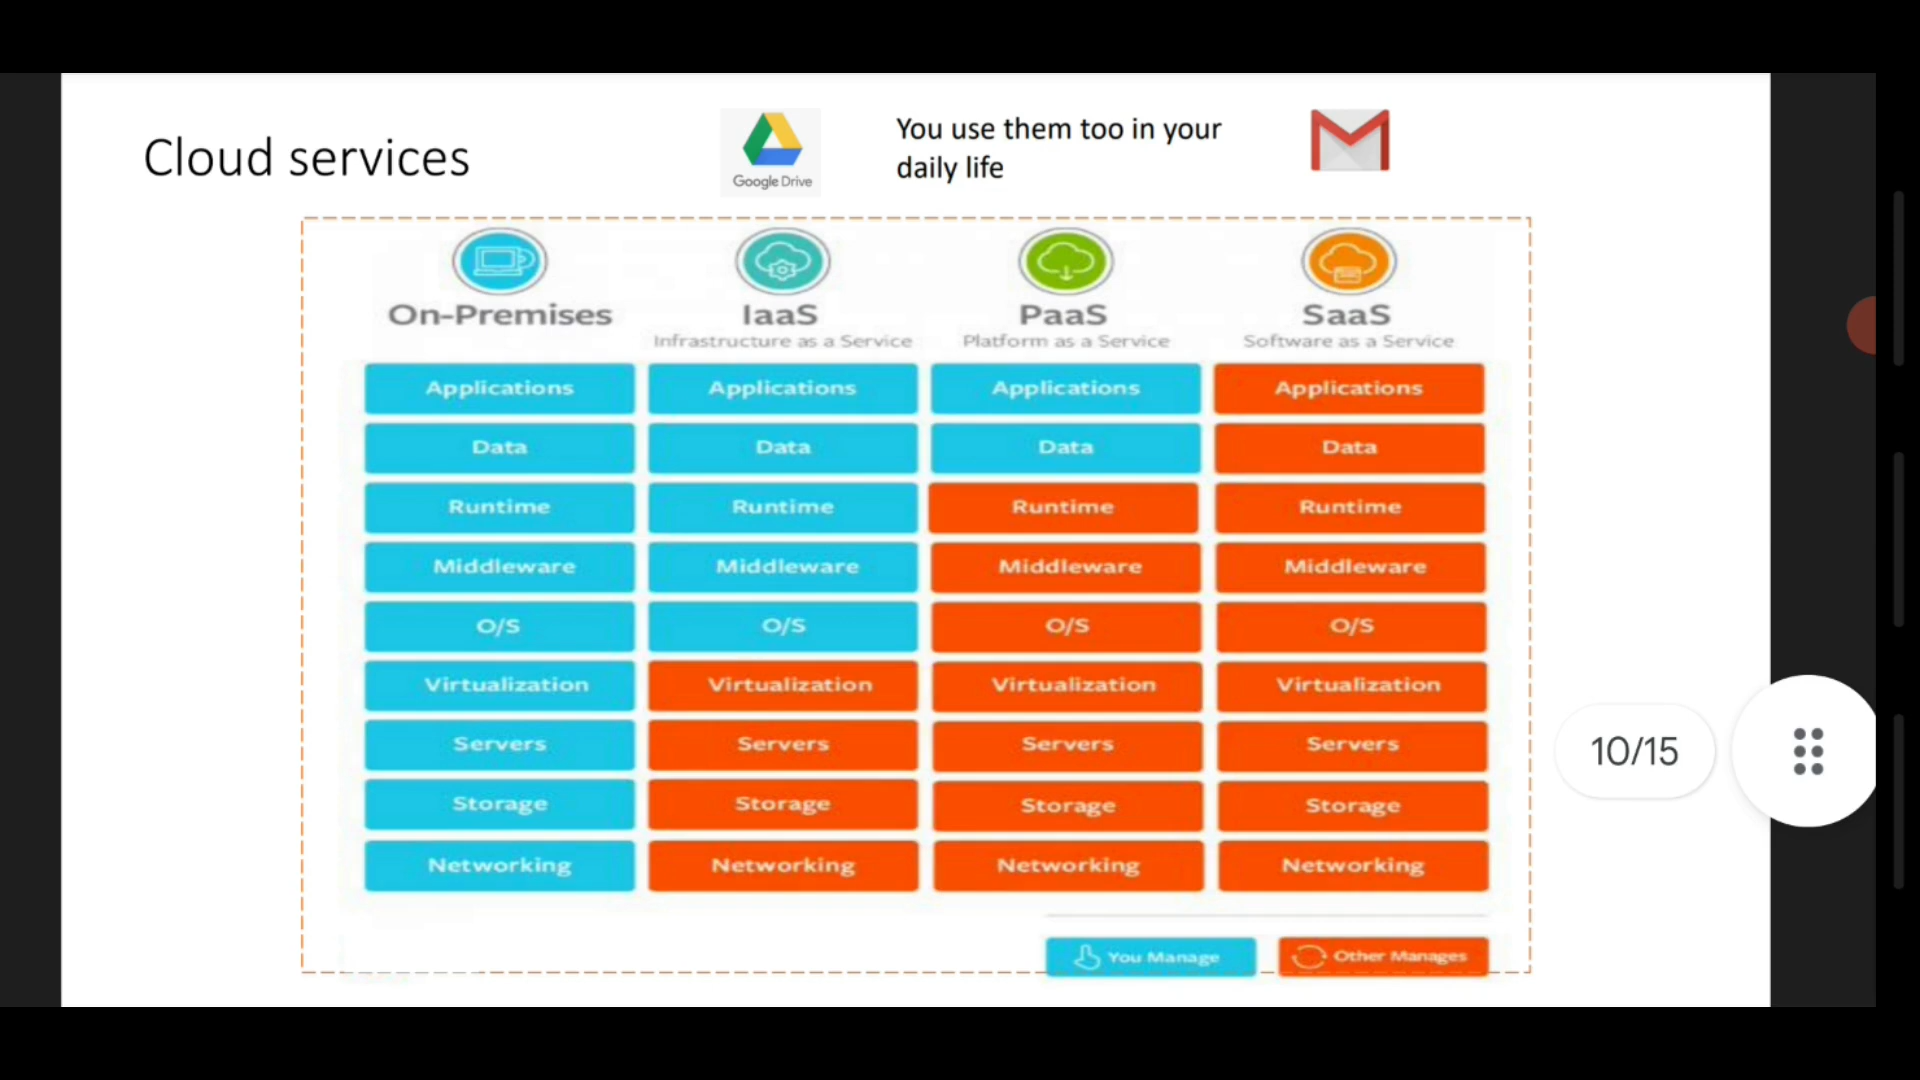 Cloud services
Google Drive
You use them too in your
daily life
On-Premises
IaaS
Infrastructure as a Service
PaaS
Platform as a Service
SaaS
Software as a Service
Applications Applications Applications Applications
Data Data Data Data
Runtime Runtime Runtime Runtime
Middleware Middleware Middleware Middleware
O/S O/S O/S O/S
Virtualization Virtualization Virtualization Virtualization
Servers Servers Servers Servers
Storage Storage Storage Storage
Networking Networking Networking Networking
You Manage Other Manages
10/15